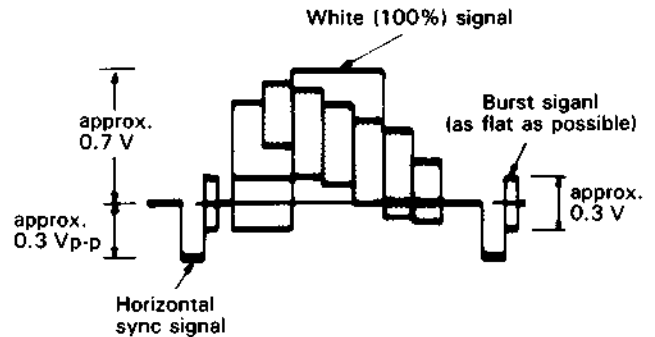 White (100%) signal
approx.
0.7 V
Burst siganl
(as flat as possible)
approx.
0.3 V
approx.
0.3 Vp-p
Horizontal
sync signal